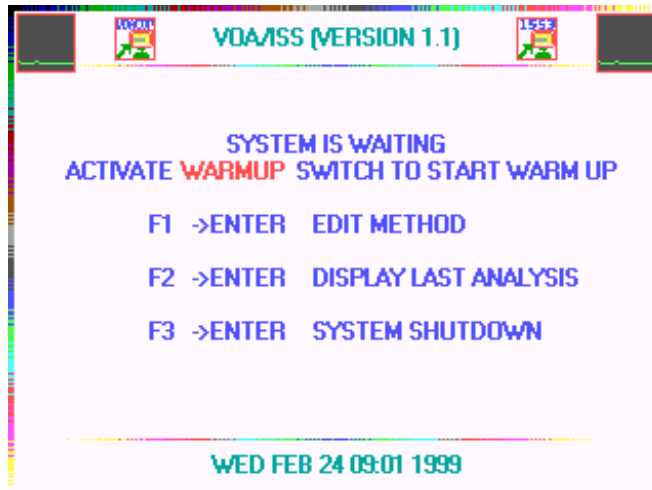 VOA/ISS (VERSION 1.1)
1553
SYSTEM IS WAITING
ACTIVATE WARMUP SWITCH TO START WARM UP
F1 ->ENTER EDIT METHOD
F2 ->ENTER DISPLAY LAST ANALYSIS
F3 ->ENTER SYSTEM SHUTDOWN
WED FEB 24 09:01 1999